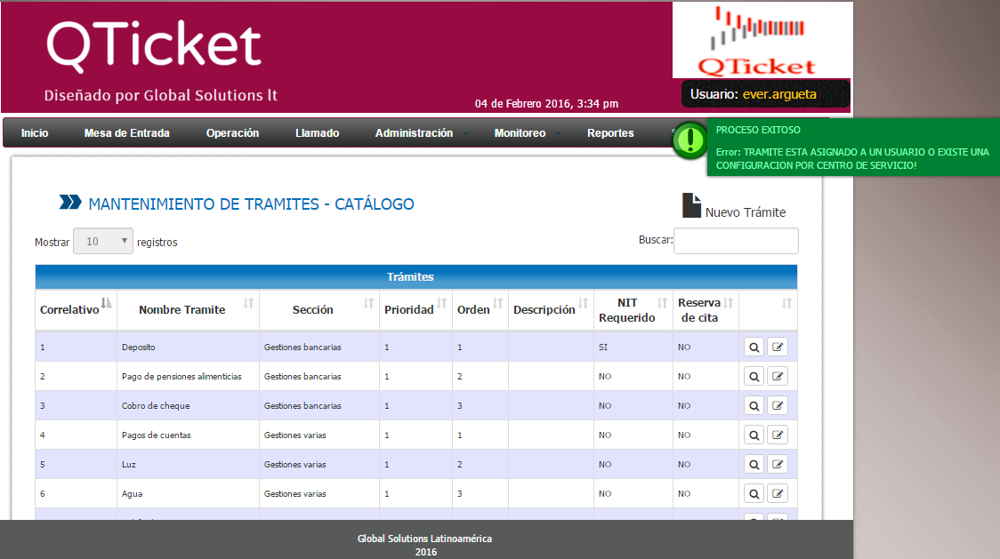 QTicket
Diseñado por Global Solutions lt
QTicket
04 de Febrero 2016, 3:34 pm
Usuario: ever.argueta
Inicio Mesa de Entrada Operación Llamado Administración Monitoreo Reportes
PROCESO EXITOSO
Error: TRAMITE ESTA ASIGNADO A UN USUARIO O EXISTE UNA
CONFIGURACION POR CENTRO DE SERVICIO!
MANTENIMIENTO DE TRAMITES - CATÁLOGO
Nuevo Trámite
Mostrar 10 registros
Buscar:
Trámites
Correlativo Nombre Tramite Sección Prioridad Orden Descripción NIT Requerido Reserva de cita
1 Deposito Gestiones bancarias 1 1 SI NO
2 Pago de pensiones alimenticias Gestiones bancarias 1 2 NO NO
3 Cobro de cheque Gestiones bancarias 1 3 NO NO
4 Pagos de cuentas Gestiones varias 1 1 NO NO
5 Luz Gestiones varias 1 2 NO NO
6 Agua Gestiones varias 1 3 NO NO
Global Solutions Latinoamérica
2016